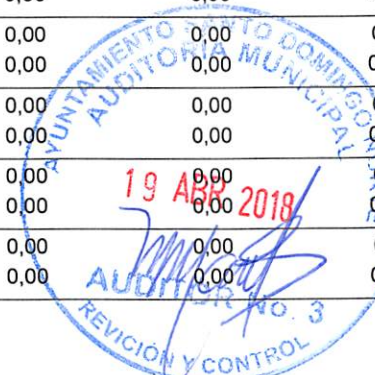 0,00 0,00
0,00 0,00
0,00 0,00
0,00 0,00
0,00 0,00
0,00 0,00
0,00 0,00
0,00 0,00
AYUNTAMIENTO SANTO DOMINGO
AUDITORIA MUNICIPAL
19 ABR 2018
AUDITOR NO. 3
REVICIÓN Y CONTROL